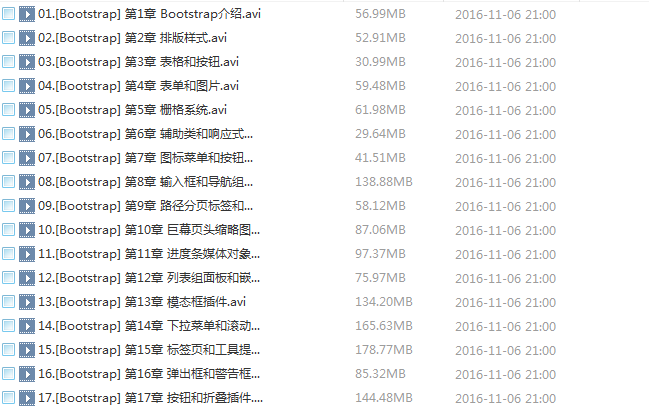 01.[Bootstrap] 第1章 Bootstrap介绍.avi 56.99MB 2016-11-06 21:00
02.[Bootstrap] 第2章 排版样式.avi 52.91MB 2016-11-06 21:00
03.[Bootstrap] 第3章 表格和按钮.avi 30.99MB 2016-11-06 21:00
04.[Bootstrap] 第4章 表单和图片.avi 59.48MB 2016-11-06 21:00
05.[Bootstrap] 第5章 栅格系统.avi 61.98MB 2016-11-06 21:00
06.[Bootstrap] 第6章 辅助类和响应式... 29.64MB 2016-11-06 21:00
07.[Bootstrap] 第7章 图标菜单和按钮... 41.51MB 2016-11-06 21:00
08.[Bootstrap] 第8章 输入框和导航组... 138.88MB 2016-11-06 21:00
09.[Bootstrap] 第9章 路径分页标签和... 58.12MB 2016-11-06 21:00
10.[Bootstrap] 第10章 巨幕页头缩略图... 87.06MB 2016-11-06 21:00
11.[Bootstrap] 第11章 进度条媒体对象... 97.37MB 2016-11-06 21:00
12.[Bootstrap] 第12章 列表组面板和嵌... 75.97MB 2016-11-06 21:00
13.[Bootstrap] 第13章 模态框插件.avi 134.20MB 2016-11-06 21:00
14.[Bootstrap] 第14章 下拉菜单和滚动... 165.63MB 2016-11-06 21:00
15.[Bootstrap] 第15章 标签页和工具提... 178.77MB 2016-11-06 21:00
16.[Bootstrap] 第16章 弹出框和警告框... 85.32MB 2016-11-06 21:00
17.[Bootstrap] 第17章 按钮和折叠插件.... 144.48MB 2016-11-06 21:00